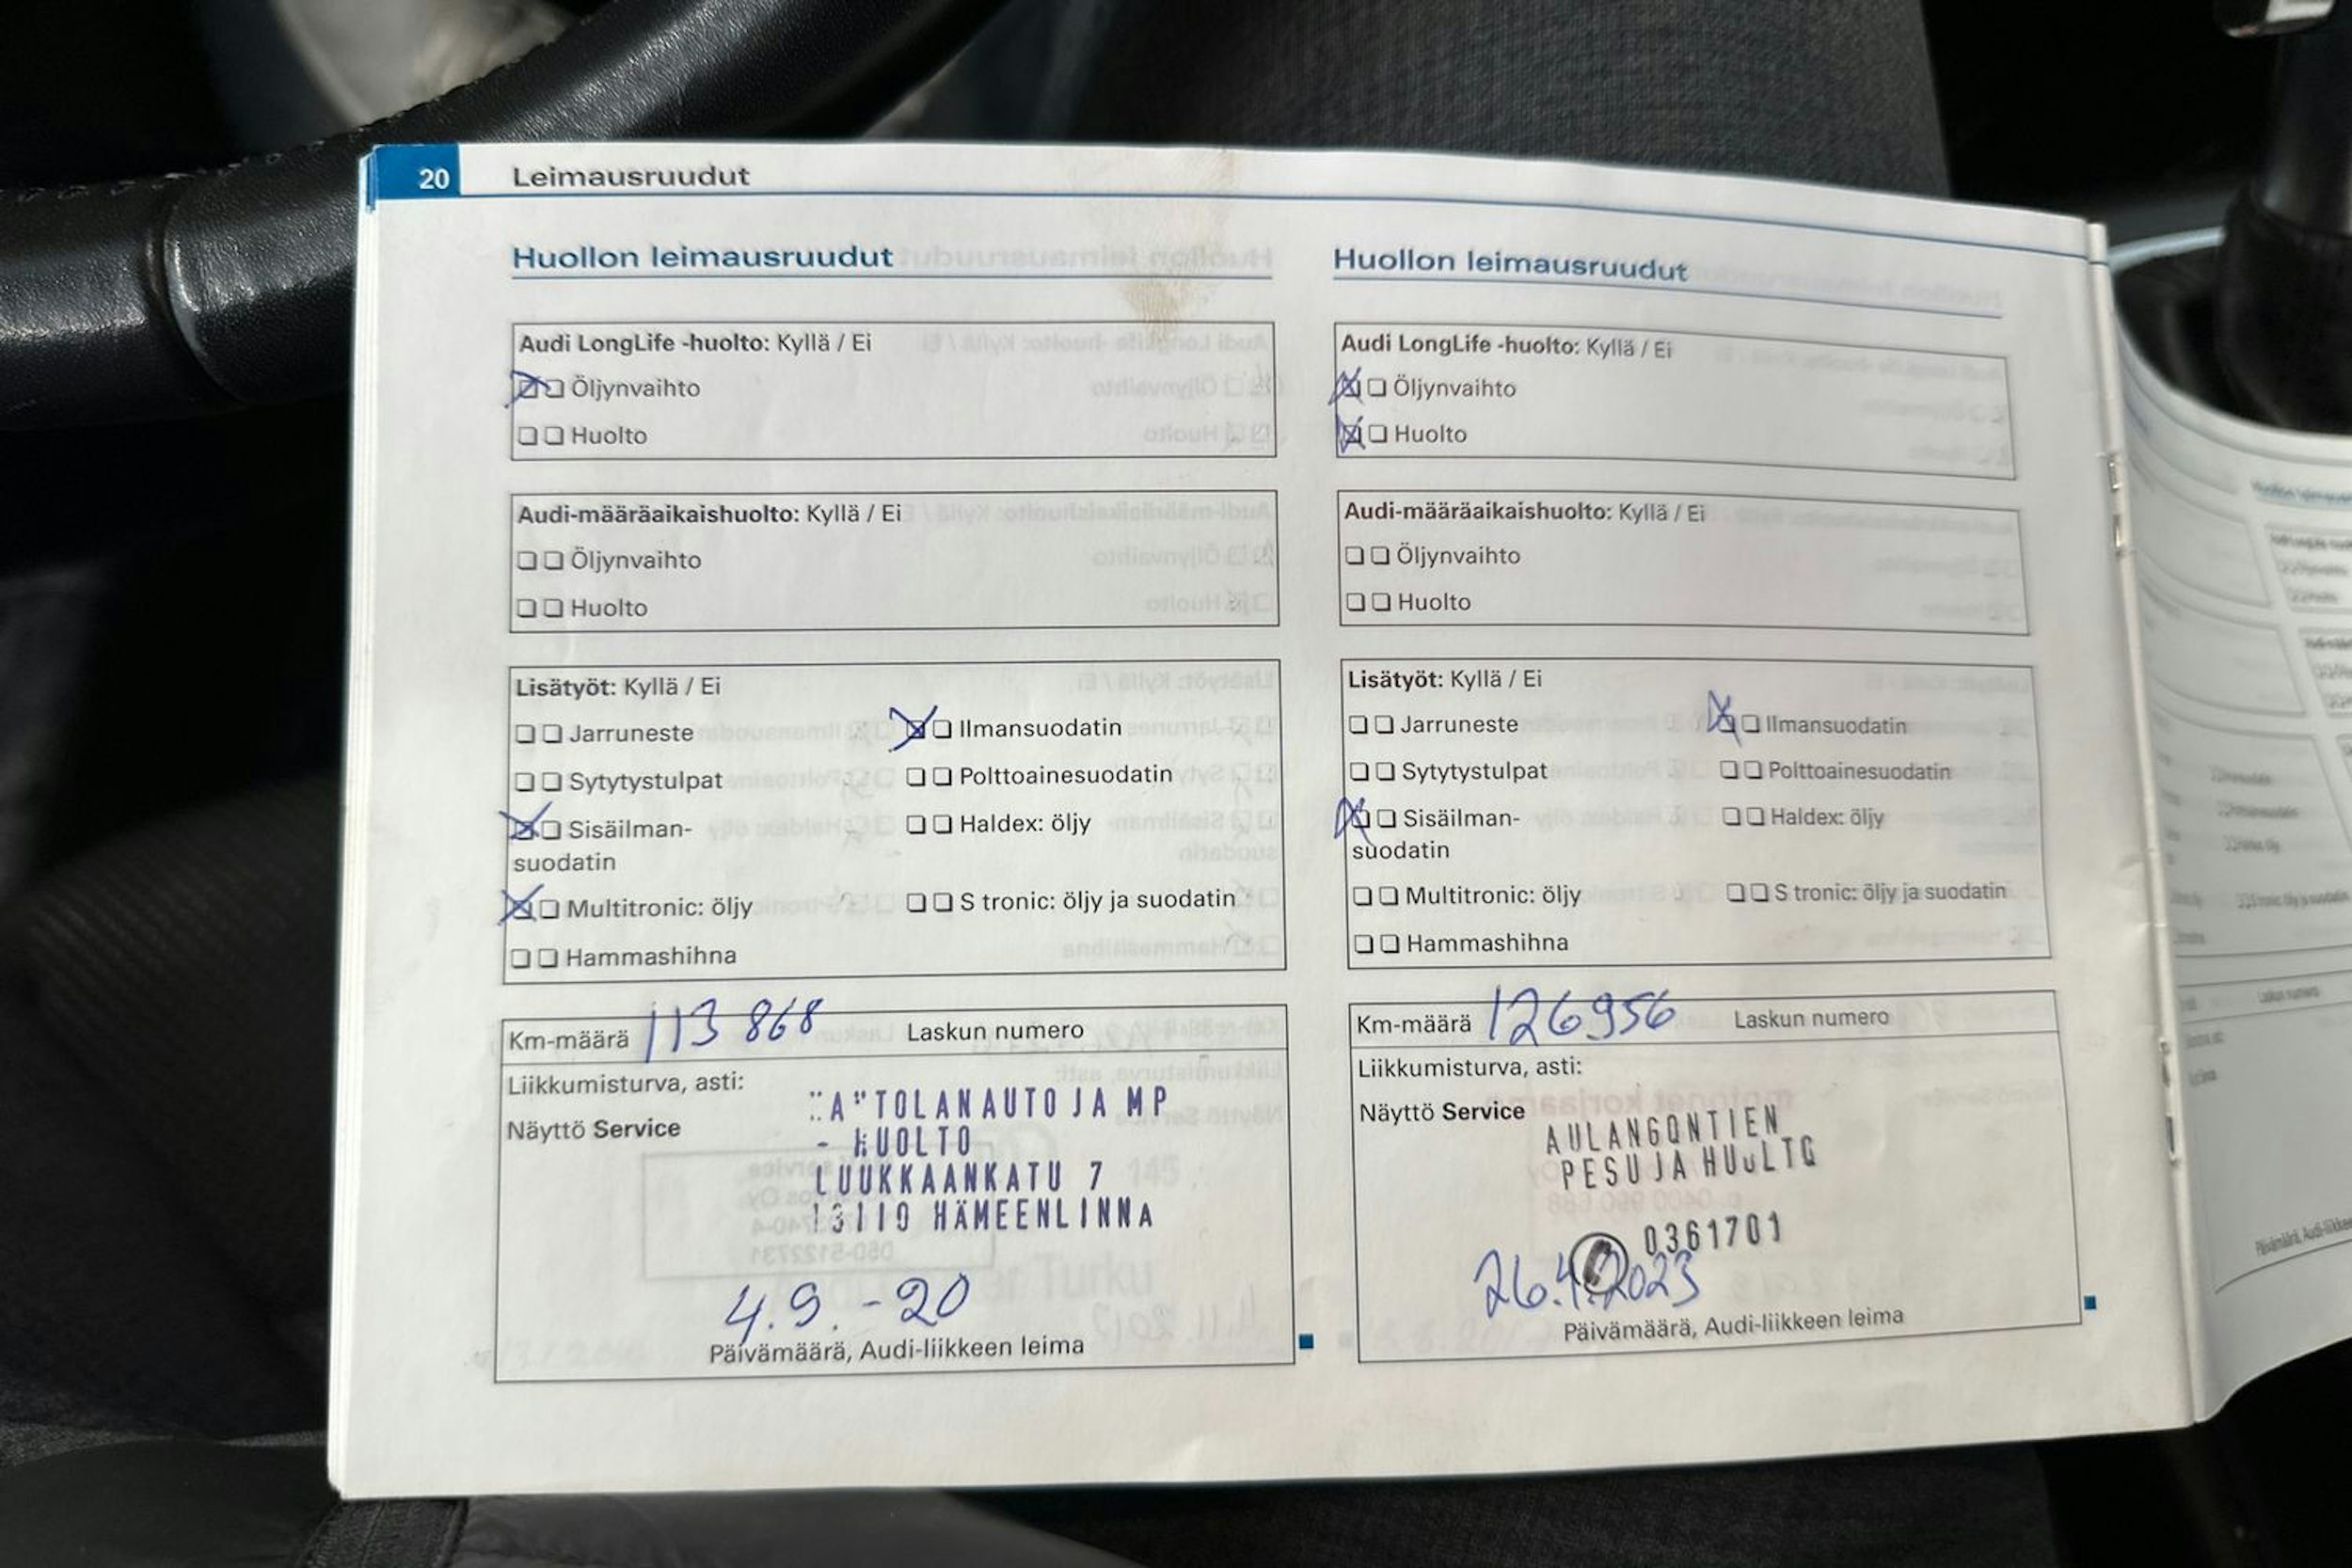 20 Leimausruudut
Huollon leimausruudut
Audi LongLife -huolto: Kyllä / Ei
Öljynvaihto
Huolto
Audi-määräaikaishuolto: Kyllä / Ei
Öljynvaihto
Huolto
Lisätyöt: Kyllä / Ei
Jarruneste Ilmansuodatin
Sytytystulpat Polttoainesuodatin
Sisäilman- Haldex: öljy
suodatin
Multitronic: öljy S tronic: öljy ja suodatin
Hammashihna
Km-määrä 113 868 Laskun numero
Liikkumisturva, asti:
Näyttö Service
JA MP
- HUOLTO
LUUKKAANKATU 7
13110 HÄMEENLINNA
4.9. -20
Päivämäärä, Audi-liikkeen leima
Huollon leimausruudut
Audi LongLife -huolto: Kyllä / Ei
Öljynvaihto
Huolto
Audi-määräaikaishuolto: Kyllä / Ei
Öljynvaihto
Huolto
Lisätyöt: Kyllä / Ei
Jarruneste Ilmansuodatin
Sytytystulpat Polttoainesuodatin
Sisäilman- Haldex: öljy
suodatin
Multitronic: öljy S tronic: öljy ja suodatin
Hammashihna
Km-määrä 126956 Laskun numero
Liikkumisturva, asti:
Näyttö Service
AULANGONTIEN
PESU JA HUOLTO
0361701
26.4.2023
Päivämäärä, Audi-liikkeen leima